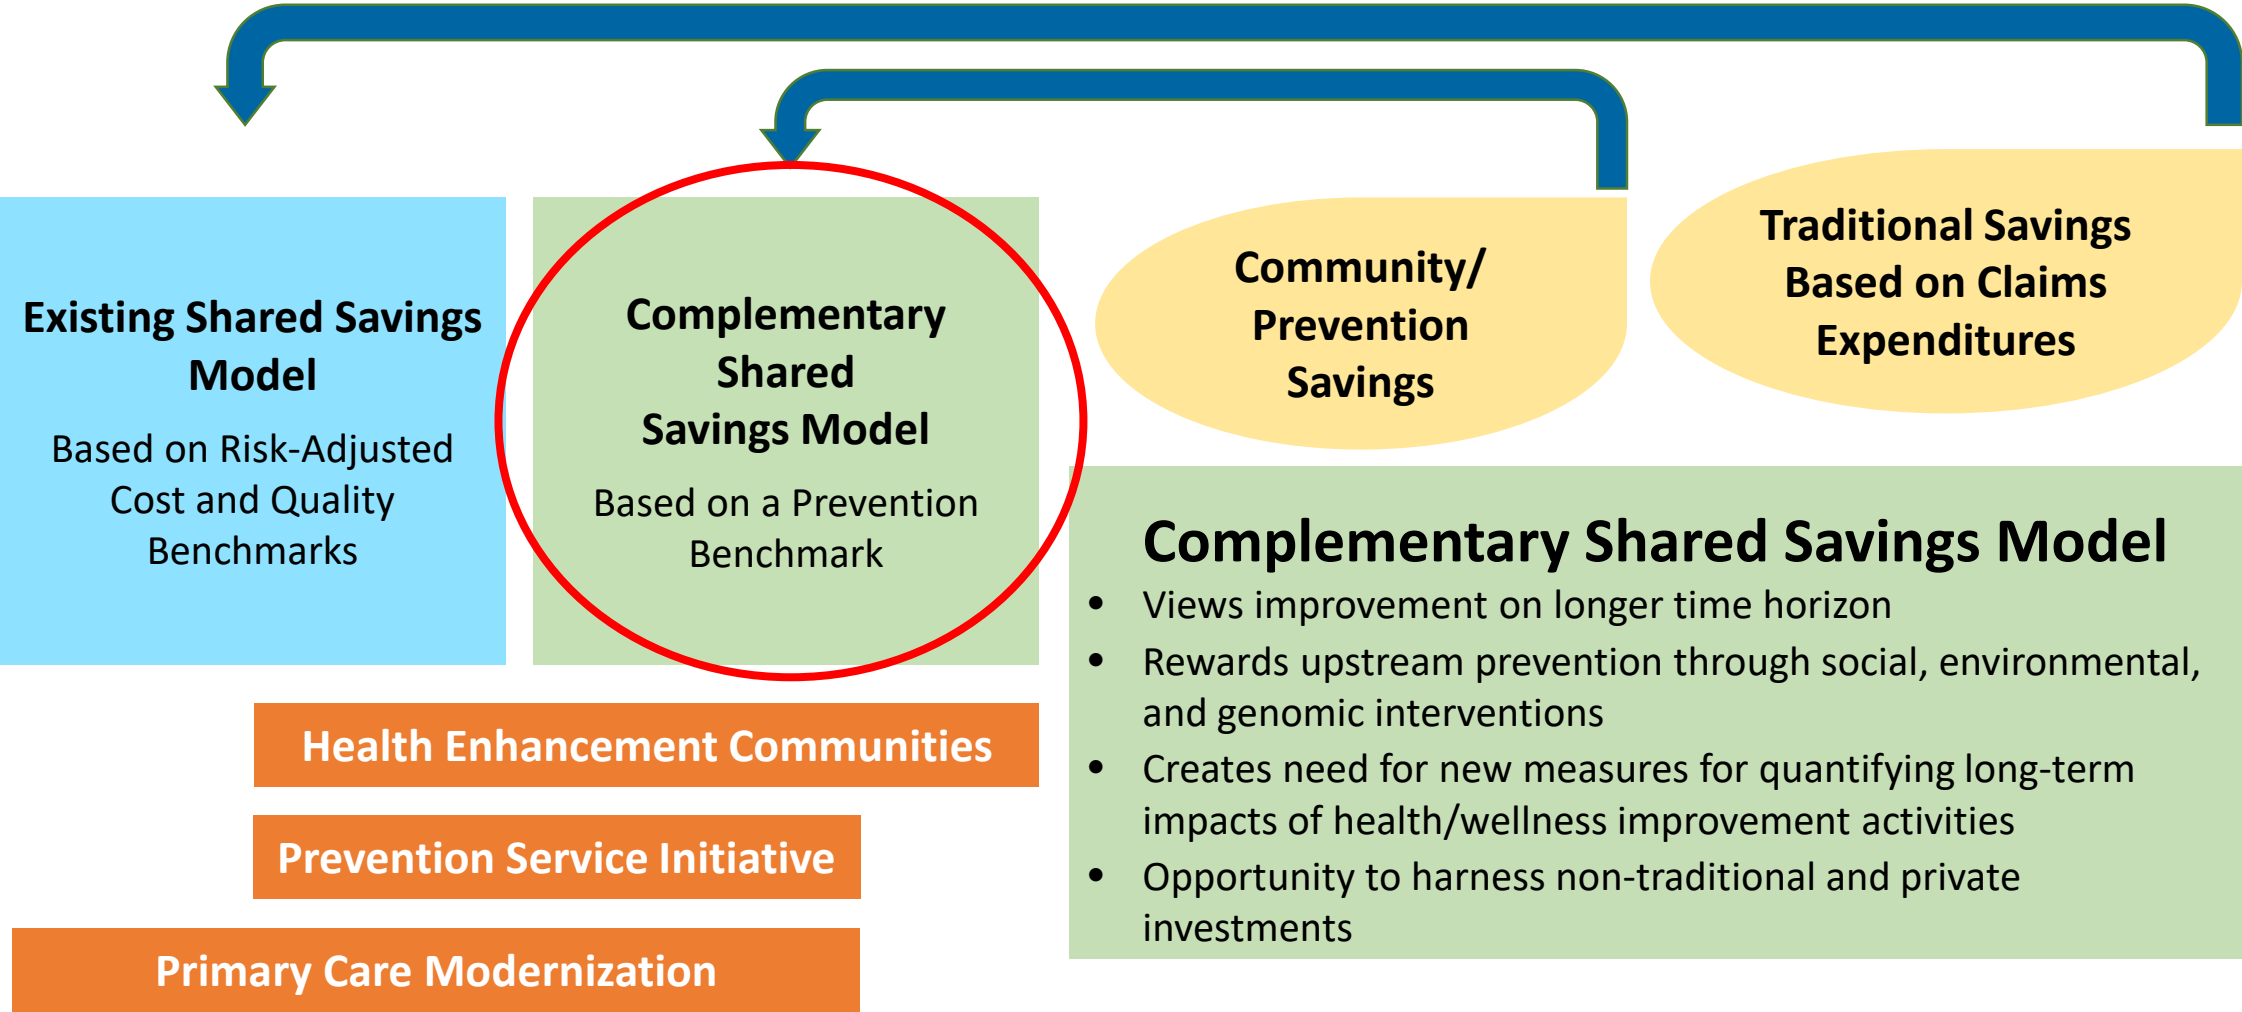 Existing Shared Savings
Model
Based on Risk-Adjusted
Cost and Quality
Benchmarks
Complementary
Shared
Savings Model
Based on a Prevention
Benchmark
Community/
Prevention
Savings
Traditional Savings
Based on Claims
Expenditures
Health Enhancement Communities
Prevention Service Initiative
Primary Care Modernization
Complementary Shared Savings Model
• Views improvement on longer time horizon
• Rewards upstream prevention through social, environmental,
and genomic interventions
• Creates need for new measures for quantifying long-term
impacts of health/wellness improvement activities
• Opportunity to harness non-traditional and private
investments